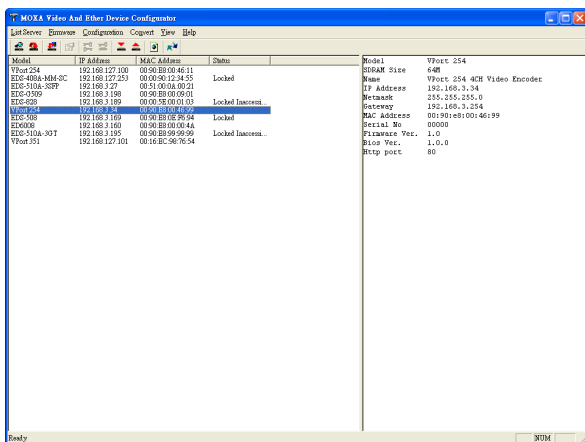 MOXA Video And Ether Device Configurator
List Server Firmware Configuration Convert View Help
Model IP Address MAC Address Status
VPort 254 192.168.127.100 00:90:E8:00:46:11
EDS-408A-MM-SC 192.168.127.253 00:00:90:12:34:55 Locked
EDS-510A-3SFP 192.168.3.27 00:51:00:0A:00:21
EDS-G509 192.168.3.198 00:90:E8:00:09:01
EDS-828 192.168.3.189 00:00:5E:00:01:03 Locked Inaccessi...
VPort 254 192.168.3.34 00:90:E8:00:46:99
EDS-508 192.168.3.169 00:90:E8:0E:F6:94 Locked
ED6008 192.168.3.160 00:90:E8:00:00:4A
EDS-510A-3GT 192.168.3.195 00:90:E8:99:99:99 Locked Inaccessi...
VPort 351 192.168.127.101 00:16:EC:98:76:54
Model VPort 254
SDRAM Size 64M
Name VPort 254 4CH Video Encoder
IP Address 192.168.3.34
Netmask 255.255.255.0
Gateway 192.168.3.254
MAC Address 00:90:e8:00:46:99
Serial No 00000
Firmware Ver. 1.0
Bios Ver. 1.0.0
Http port 80
Ready NUM